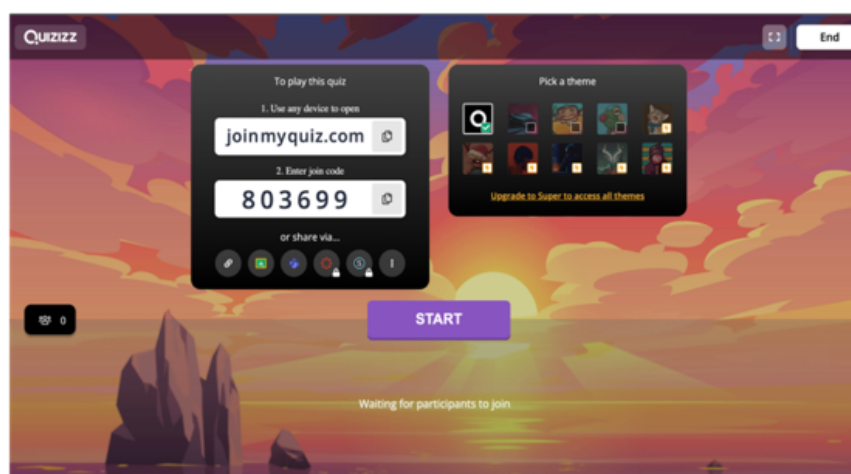 Quizizz
End
To play this quiz
1. Use any device to open
joinmyquiz.com
2. Enter join code
803699
or share via...
Pick a theme
Upgrade to Super to access all themes
0
START
Waiting for participants to join